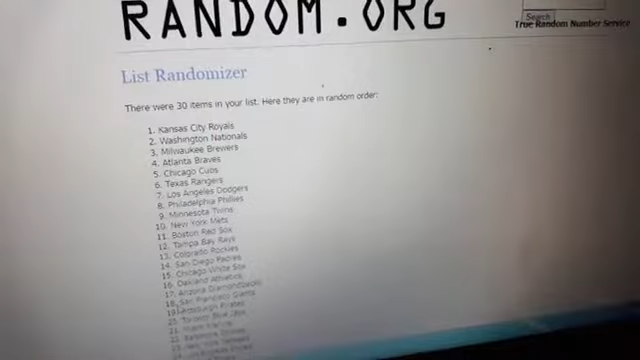 RANDOM.ORG
Search
True Random Number Service
List Randomizer
There were 30 items in your list. Here they are in random order:
1. Kansas City Royals
2. Washington Nationals
3. Milwaukee Brewers
4. Atlanta Braves
5. Chicago Cubs
6. Texas Rangers
7. Los Angeles Dodgers
8. Philadelphia Phillies
9. Minnesota Twins
10. New York Mets
11. Boston Red Sox
12. Tampa Bay Rays
13. Colorado Rockies
14. San Diego Padres
15. Chicago White Sox
16. Oakland Athletics
17. Arizona Diamondbacks
18. San Francisco Giants
19. Pittsburgh Pirates
20. Toronto Blue Jays
21.
22.
23.